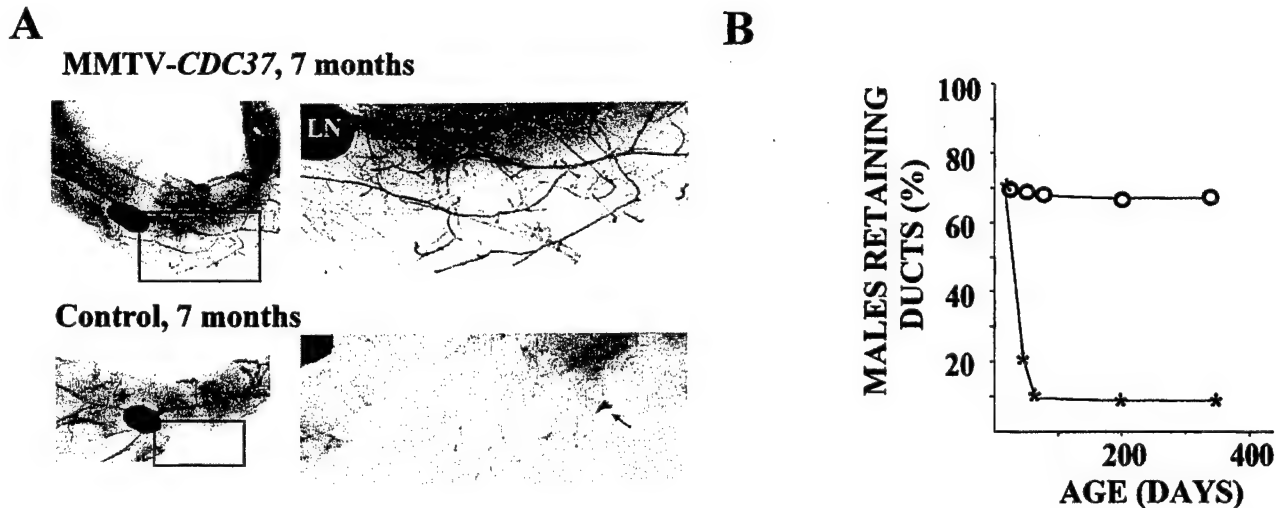 A
MMTV-CDC37, 7 months
LN
Control, 7 months
B
MALES RETAINING
DUCTS (%)
100
80
60
40
20
200
400
AGE (DAYS)